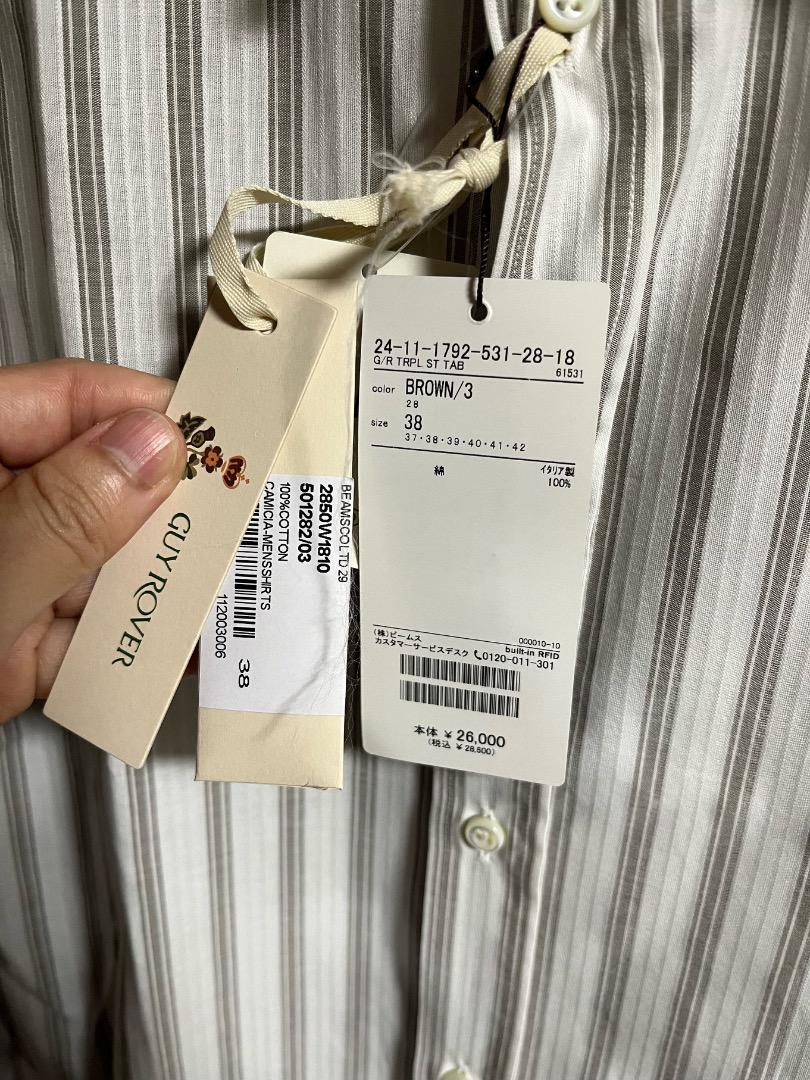 GUY ROVER
BEAMSCOLTD 29
2850W1810
501282/03
100%COTTON
CAMICIA-MENSSHIRTS
112003006
38
24-11-1792-531-28-18
G/R TRPL ST TAB
61531
color BROWN/3
28
size 38
37・38・39・40・41・42
綿 イタリア製
100%
(株)ビームス 000010-10
built-in RFID
カスタマーサービスデスク 0120-011-301
本体 ¥ 26,000
(税込 ¥ 28,600)